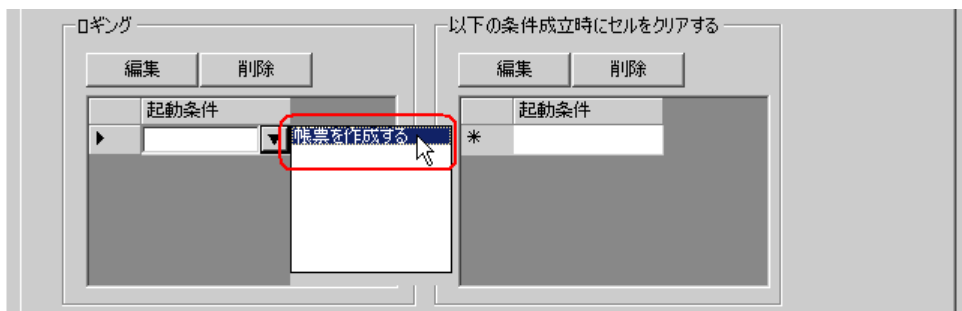 ロギング
編集 削除
起動条件
帳票を作成する
以下の条件成立時にセルをクリアする
編集 削除
起動条件
*